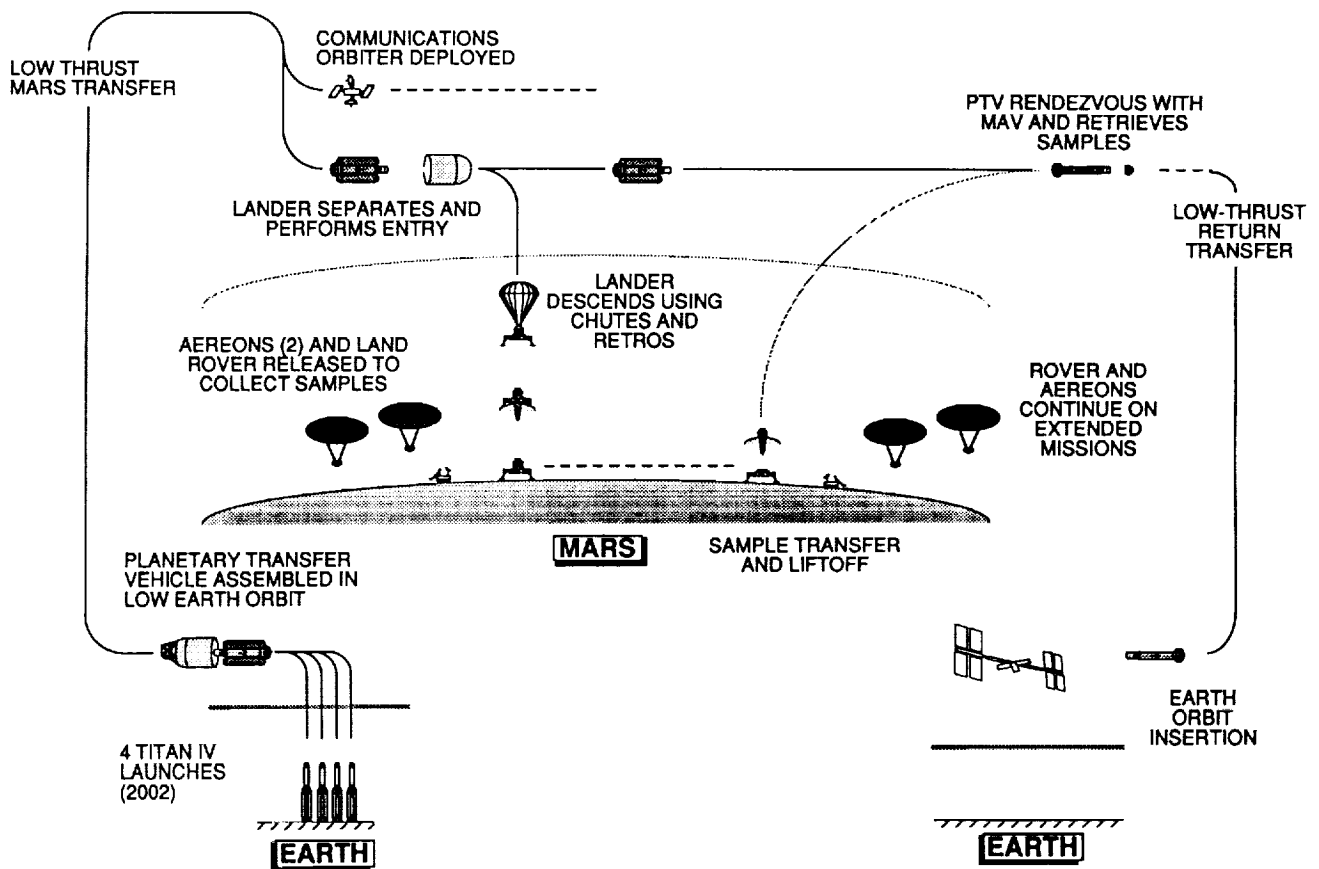 LOW THRUST
MARS TRANSFER
COMMUNICATIONS
ORBITER DEPLOYED
PTV RENDEZVOUS WITH
MAV AND RETRIEVES
SAMPLES
LANDER SEPARATES AND
PERFORMS ENTRY
LOW-THRUST
RETURN
TRANSFER
LANDER
DESCENDS USING
CHUTES AND
RETROS
AEREONS (2) AND LAND
ROVER RELEASED TO
COLLECT SAMPLES
ROVER AND
AEREONS
CONTINUE ON
EXTENDED
MISSIONS
MARS
SAMPLE TRANSFER
AND LIFTOFF
PLANETARY TRANSFER
VEHICLE ASSEMBLED IN
LOW EARTH ORBIT
EARTH
ORBIT
INSERTION
4 TITAN IV
LAUNCHES
(2002)
EARTH
EARTH